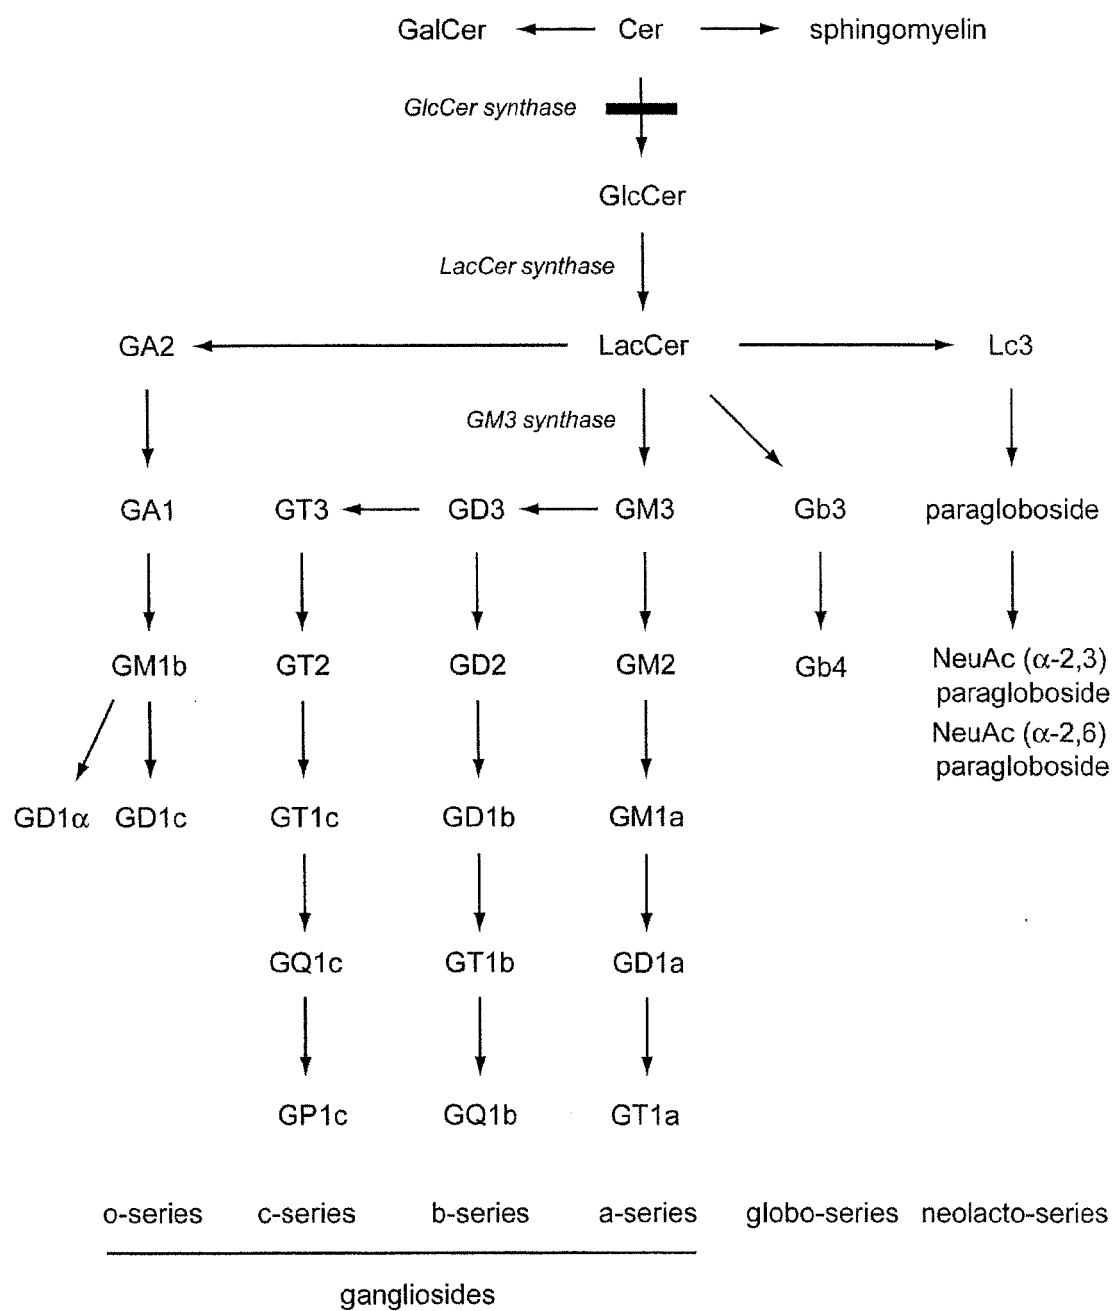 GalCer Cer sphingomyelin
GlcCer synthase
GlcCer
LacCer synthase
GA2 LacCer Lc3
GM3 synthase
GA1 GT3 GD3 GM3 Gb3 paragloboside
GM1b GT2 GD2 GM2 Gb4 NeuAc (α-2,3)
paragloboside
NeuAc (α-2,6)
paragloboside
GD1α GD1c GT1c GD1b GM1a
GQ1c GT1b GD1a
GP1c GQ1b GT1a
o-series c-series b-series a-series globo-series neolacto-series
gangliosides